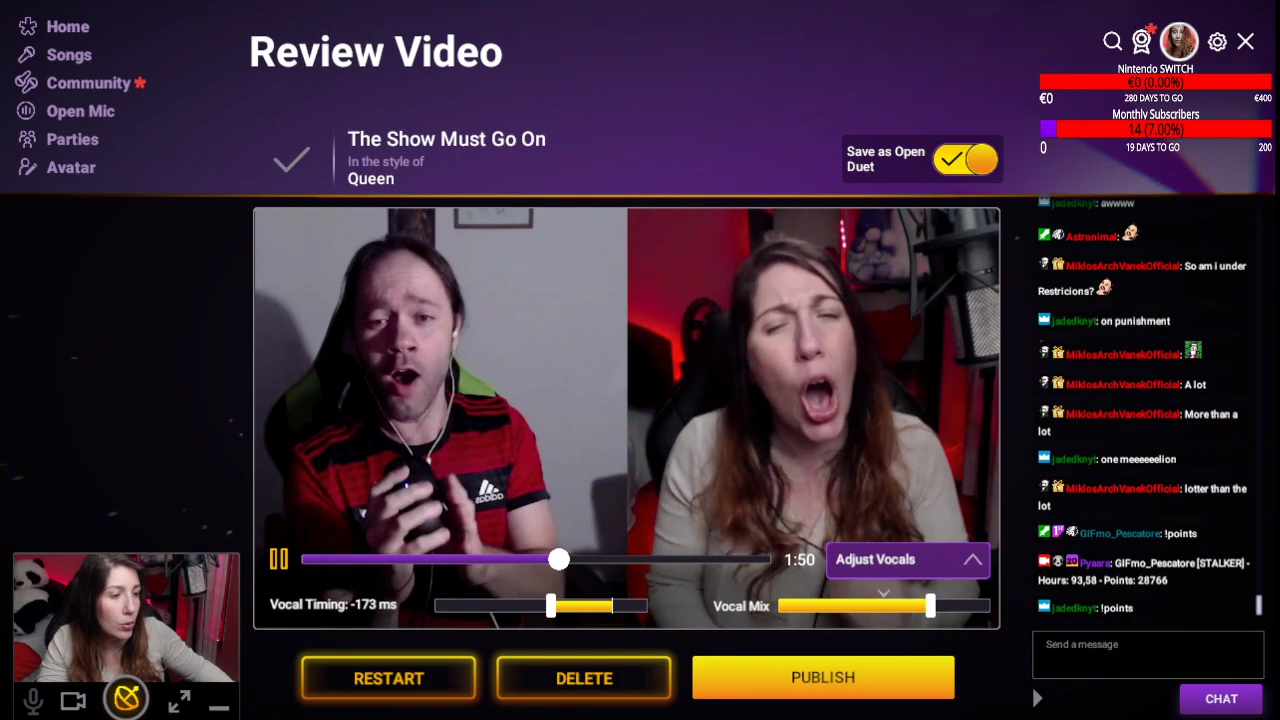 Home
Songs
Community
Open Mic
Parties
Avatar
Review Video
The Show Must Go On
In the style of
Queen
Save as Open
Duet
Nintendo SWITCH
€0 (0.00%)
€0 280 DAYS TO GO €400
Monthly Subscribers
14 (7.00%)
0 19 DAYS TO GO 200
jadedknyt: awwww
Astronimal:
MiklosArchVanekOfficial: So am i under
Restricions?
jadedknyt: on punishment
MiklosArchVanekOfficial:
MiklosArchVanekOfficial: A lot
MiklosArchVanekOfficial: More than a
lot
jadedknyt: one meeeeeelion
MiklosArchVanekOfficial: lotter than the
lot
GIFmo_Pescatore: !points
Pyaara: GIFmo_Pescatore [STALKER] -
Hours: 93,58 - Points: 28766
jadedknyt: !points
Send a message
CHAT
adidas
1:50
Adjust Vocals
Vocal Timing: -173 ms
Vocal Mix
RESTART
DELETE
PUBLISH